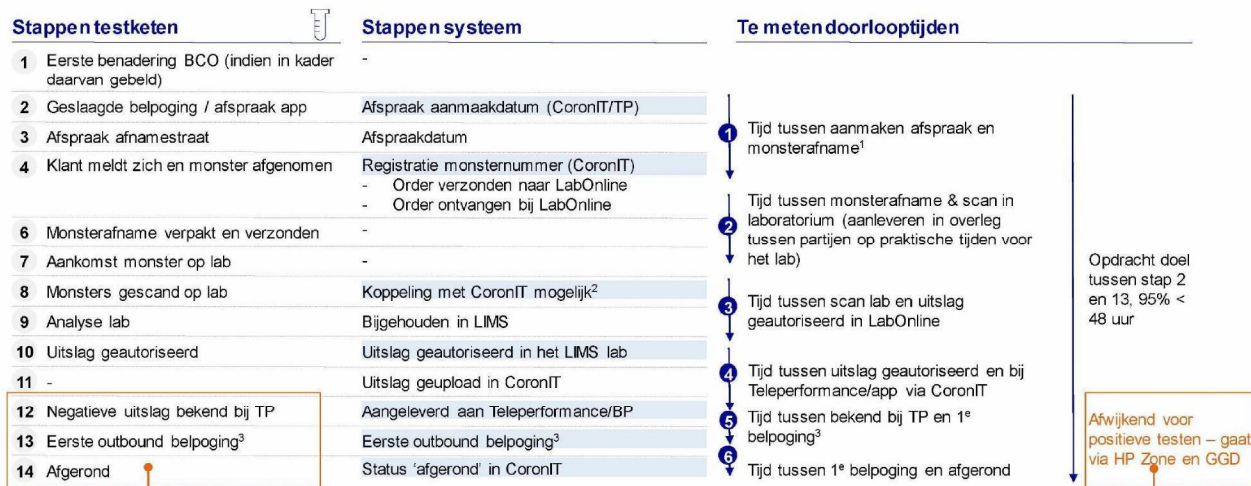 Stappen testketen
Stappen systeem
Te meten doorlooptijden
1 Eerste benadering BCO (indien in kader
daarvan gebeld)
-
2 Geslaagde belpoging / afspraak app
Afspraak aanmaakdatum (CoronIT/TP)
3 Afspraak afnamestraat
Afspraakdatum
4 Klant meldt zich en monster afgenomen
Registratie monsternummer (CoronIT)
- Order verzonden naar LabOnline
- Order ontvangen bij LabOnline
6 Monsterafname verpakt en verzonden
-
7 Aankomst monster op lab
-
8 Monsters gescand op lab
Koppeling met CoronIT mogelijk²
9 Analyse lab
Bijgehouden in LIMS
10 Uitslag geautoriseerd
Uitslag geautoriseerd in het LIMS lab
11 -
Uitslag geupload in CoronIT
12 Negatieve uitslag bekend bij TP
Aangeleverd aan Teleperformance/BP
13 Eerste outbound belpoging³
Eerste outbound belpoging³
14 Afgerond
Status ‘afgerond’ in CoronIT
1 Tijd tussen aanmaken afspraak en
monsterafname¹
2 Tijd tussen monsterafname & scan in
laboratorium (aanleveren in overleg
tussen partijen op praktische tijden voor
het lab)
3 Tijd tussen scan lab en uitslag
geautoriseerd in LabOnline
4 Tijd tussen uitslag geautoriseerd en bij
Teleperformance/app via CoronIT
5 Tijd tussen bekend bij TP en 1ᵉ
belpoging³
6 Tijd tussen 1ᵉ belpoging en afgerond
Opdracht doel
tussen stap 2
en 13, 95% <
48 uur
Afwijkend voor
positieve testen – gaat
via HP Zone en GGD